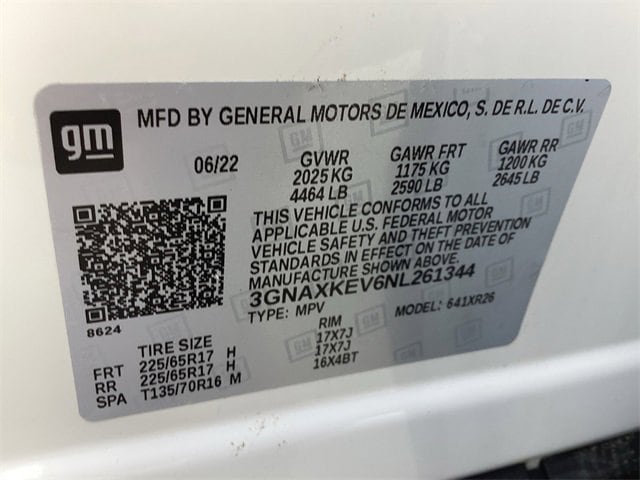 gm
MFD BY GENERAL MOTORS DE MEXICO, S. DE R.L. DE C.V.
06/22 GVWR GAWR FRT GAWR RR
2025 KG 1175 KG 1200 KG
4464 LB 2590 LB 2645 LB
THIS VEHICLE CONFORMS TO ALL
APPLICABLE U.S. FEDERAL MOTOR
VEHICLE SAFETY AND THEFT PREVENTION
STANDARDS IN EFFECT ON THE DATE OF
MANUFACTURE SHOWN ABOVE.
3GNAXKEV6NL261344
TYPE: MPV MODEL: 641XR26
8624
TIRE SIZE RIM
FRT 225/65R17 H 17X7J
RR 225/65R17 H 17X7J
SPA T135/70R16 M 16X4BT